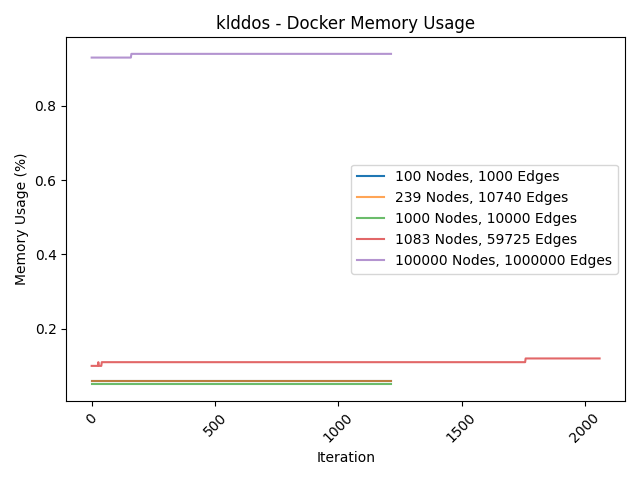 klddos - Docker Memory Usage
Memory Usage (%)
0.8
0.6
0.4
0.2
100 Nodes, 1000 Edges
239 Nodes, 10740 Edges
1000 Nodes, 10000 Edges
1083 Nodes, 59725 Edges
100000 Nodes, 1000000 Edges
0
500
1000
1500
2000
Iteration